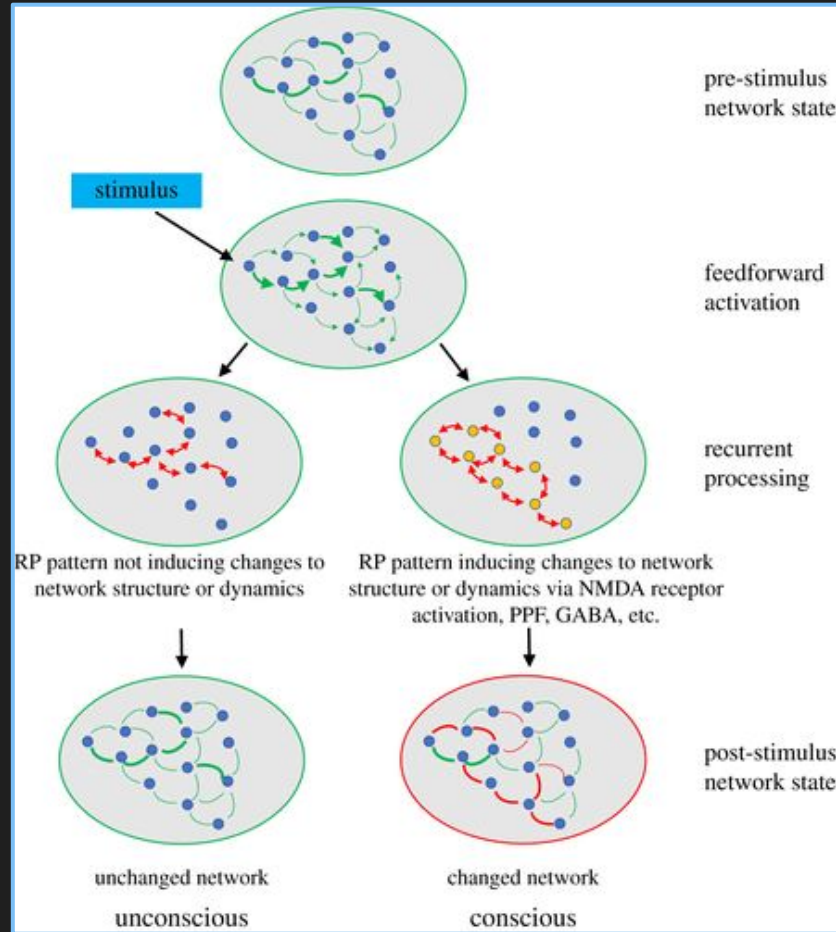 pre-stimulus
network state
stimulus
feedforward
activation
recurrent
processing
RP pattern not inducing changes to
network structure or dynamics
RP pattern inducing changes to network
structure or dynamics via NMDA receptor
activation, PPF, GABA, etc.
post-stimulus
network state
unchanged network
unconscious
changed network
conscious